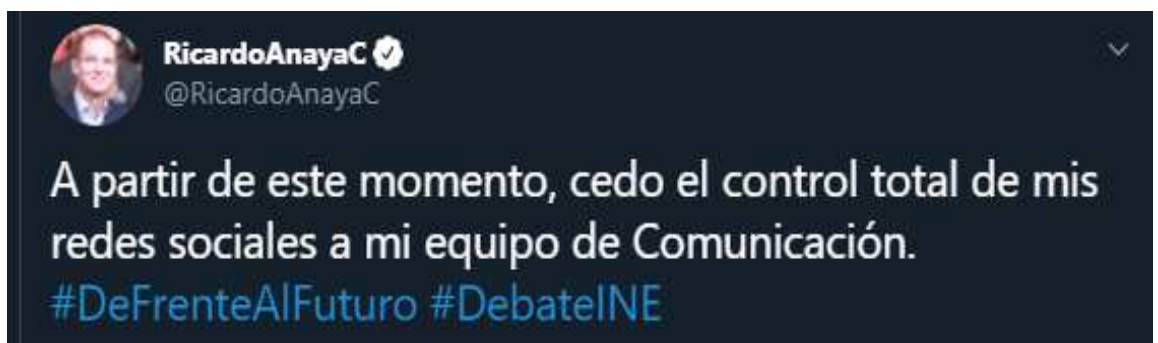 RicardoAnayaC
@RicardoAnayaC
A partir de este momento, cedo el control total de mis
redes sociales a mi equipo de Comunicación.
#DeFrenteAlFuturo #DebateINE